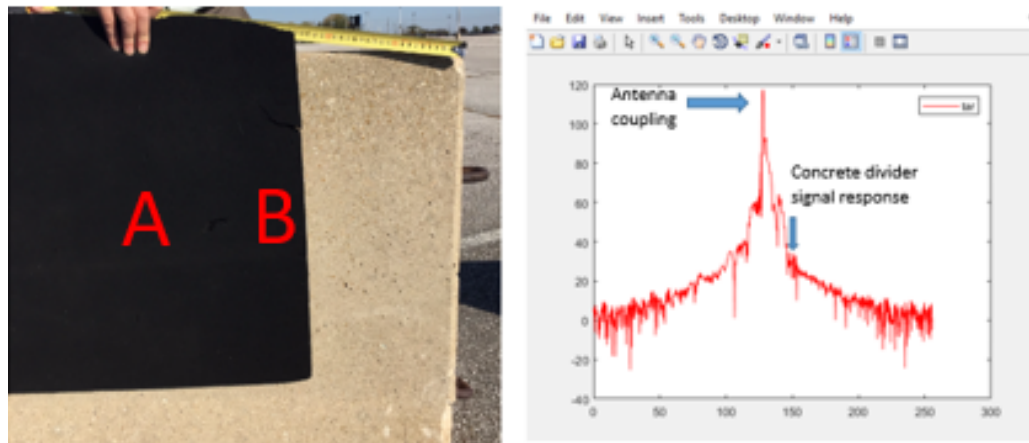 A
B
File Edit View Insert Tools Desktop Window Help
120
100
80
60
40
20
0
-20
-40
0 50 100 150 200 250 300
Antenna
coupling
Concrete divider
signal response
tar